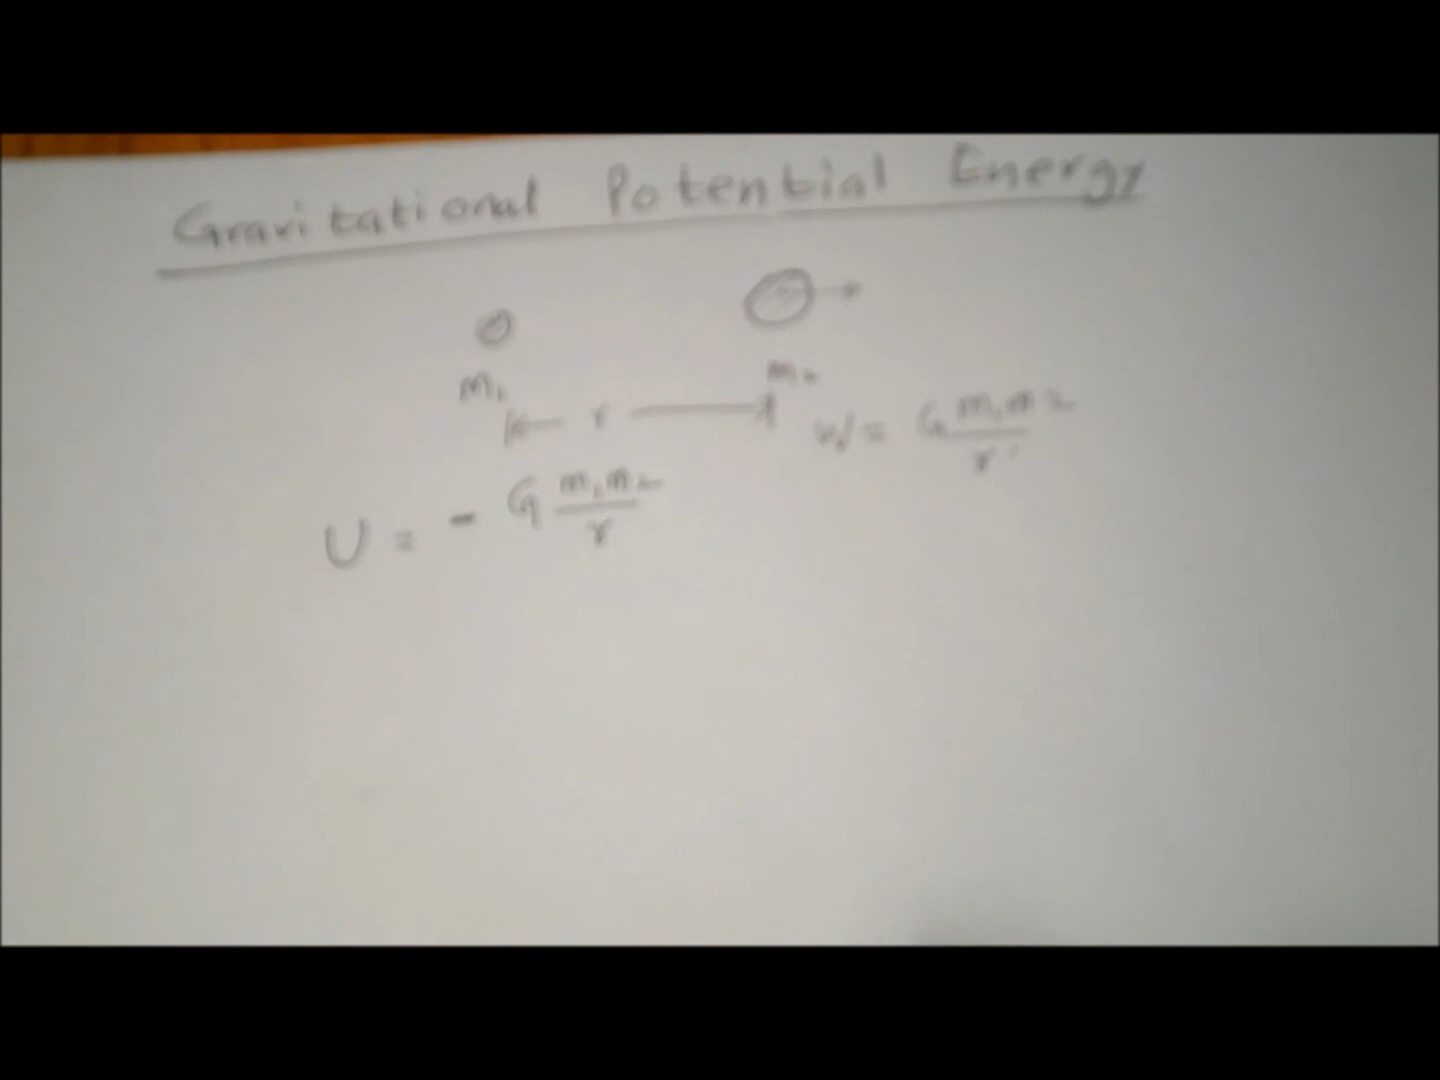 Gravitational Potential Energy
m₁ m₂
r
W = G m₁m₂/r
U = - G m₁m₂/r